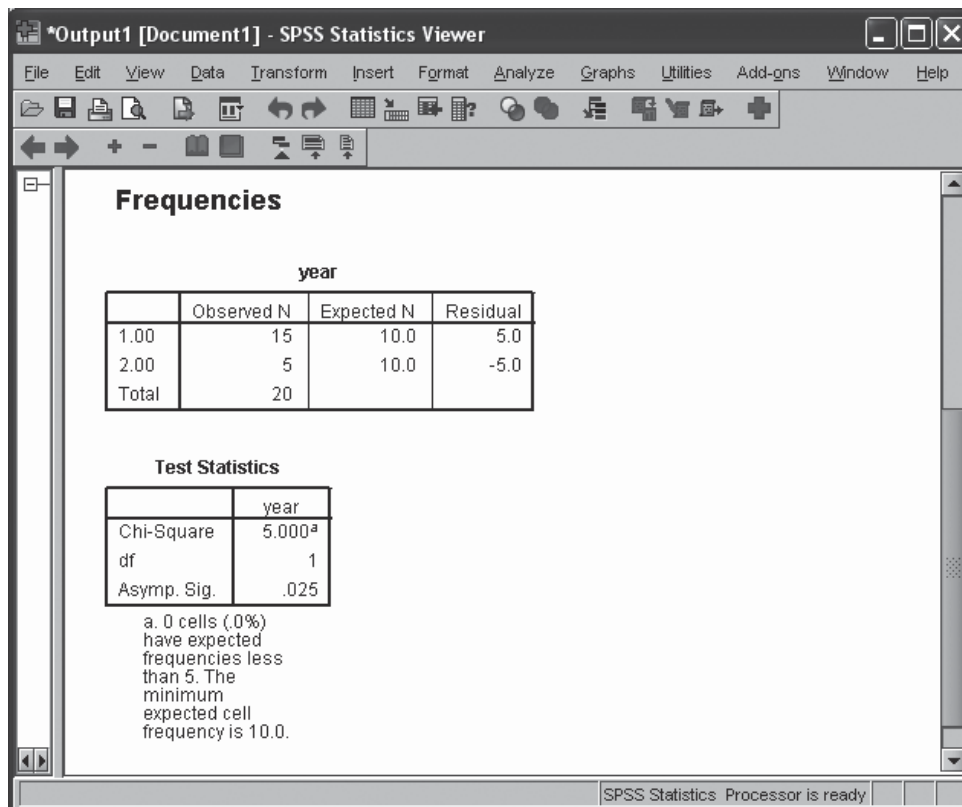 *Output1 [Document1] - SPSS Statistics Viewer
File Edit View Data Transform Insert Format Analyze Graphs Utilities Add-ons Window Help
Frequencies
year
Observed N Expected N Residual
1.00 15 10.0 5.0
2.00 5 10.0 -5.0
Total 20
Test Statistics
year
Chi-Square 5.000ª
df 1
Asymp. Sig. .025
a. 0 cells (.0%)
have expected
frequencies less
than 5. The
minimum
expected cell
frequency is 10.0.
SPSS Statistics Processor is ready